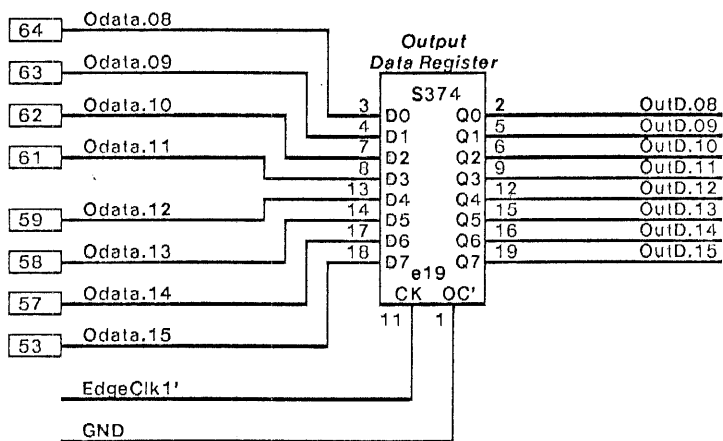 64 Odata.08
63 Odata.09
62 Odata.10
61 Odata.11
59 Odata.12
58 Odata.13
57 Odata.14
53 Odata.15
EdgeClk1'
GND
Output
Data Register
S374
3 D0 Q0 2 OutD.08
4 D1 Q1 5 OutD.09
7 D2 Q2 6 OutD.10
8 D3 Q3 9 OutD.11
13 D4 Q4 12 OutD.12
14 D5 Q5 15 OutD.13
17 D6 Q6 16 OutD.14
18 D7 Q7 19 OutD.15
e19
CK OC'
11 1